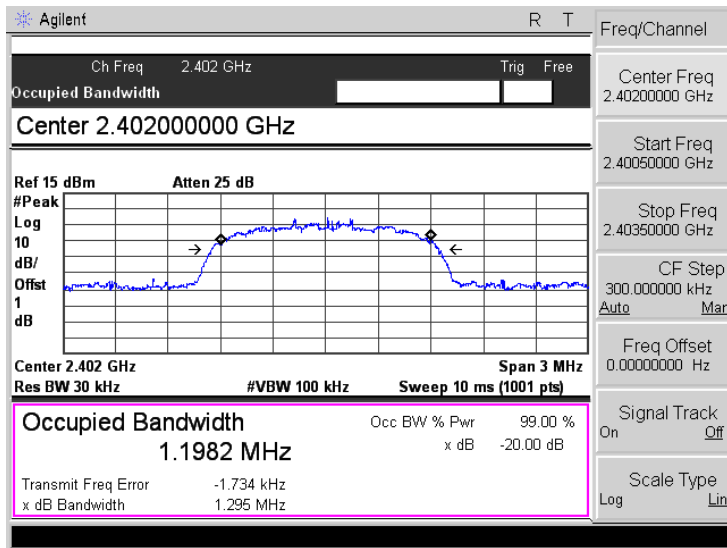 Agilent R T
Ch Freq 2.402 GHz Trig Free
Occupied Bandwidth
Center 2.402000000 GHz
Ref 15 dBm Atten 25 dB
#Peak
Log
10
dB/
Offst
1
dB
Center 2.402 GHz Span 3 MHz
Res BW 30 kHz #VBW 100 kHz Sweep 10 ms (1001 pts)
Occupied Bandwidth
1.1982 MHz
Occ BW % Pwr 99.00 %
x dB -20.00 dB
Transmit Freq Error -1.734 kHz
x dB Bandwidth 1.295 MHz
Freq/Channel
Center Freq
2.40200000 GHz
Start Freq
2.40050000 GHz
Stop Freq
2.40350000 GHz
CF Step
300.000000 kHz
Auto Man
Freq Offset
0.00000000 Hz
Signal Track
On Off
Scale Type
Log Lin